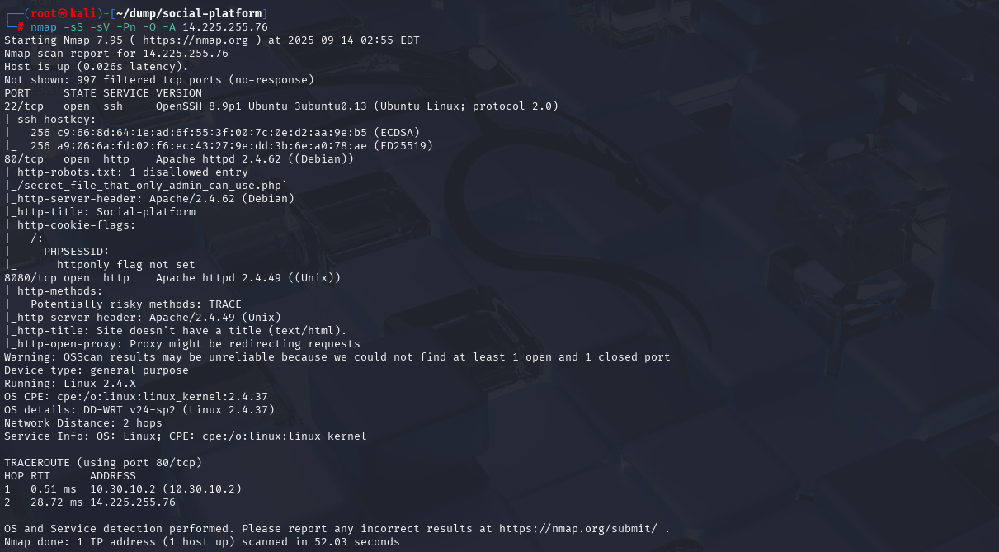 ┌──(root㉿kali)-[~/dump/social-platform]
└─# nmap -sS -sV -Pn -O -A 14.225.255.76
Starting Nmap 7.95 ( https://nmap.org ) at 2025-09-14 02:55 EDT
Nmap scan report for 14.225.255.76
Host is up (0.026s latency).
Not shown: 997 filtered tcp ports (no-response)
PORT     STATE SERVICE VERSION
22/tcp   open  ssh     OpenSSH 8.9p1 Ubuntu 3ubuntu0.13 (Ubuntu Linux; protocol 2.0)
| ssh-hostkey:
|   256 c9:66:8d:64:1e:ad:6f:55:3f:00:7c:0e:d2:aa:9e:b5 (ECDSA)
|_  256 a9:06:6a:fd:02:f6:ec:43:27:9e:dd:3b:6e:a0:78:ae (ED25519)
80/tcp   open  http    Apache httpd 2.4.62 ((Debian))
| http-robots.txt: 1 disallowed entry
|_/secret_file_that_only_admin_can_use.php`
|_http-server-header: Apache/2.4.62 (Debian)
|_http-title: Social-platform
| http-cookie-flags:
|   /:
|     PHPSESSID:
|_      httponly flag not set
8080/tcp open  http    Apache httpd 2.4.49 ((Unix))
| http-methods:
|_  Potentially risky methods: TRACE
|_http-server-header: Apache/2.4.49 (Unix)
|_http-title: Site doesn't have a title (text/html).
|_http-open-proxy: Proxy might be redirecting requests
Warning: OSScan results may be unreliable because we could not find at least 1 open and 1 closed port
Device type: general purpose
Running: Linux 2.4.X
OS CPE: cpe:/o:linux:linux_kernel:2.4.37
OS details: DD-WRT v24-sp2 (Linux 2.4.37)
Network Distance: 2 hops
Service Info: OS: Linux; CPE: cpe:/o:linux:linux_kernel

TRACEROUTE (using port 80/tcp)
HOP RTT      ADDRESS
1   0.51 ms  10.30.10.2 (10.30.10.2)
2   28.72 ms 14.225.255.76

OS and Service detection performed. Please report any incorrect results at https://nmap.org/submit/ .
Nmap done: 1 IP address (1 host up) scanned in 52.03 seconds